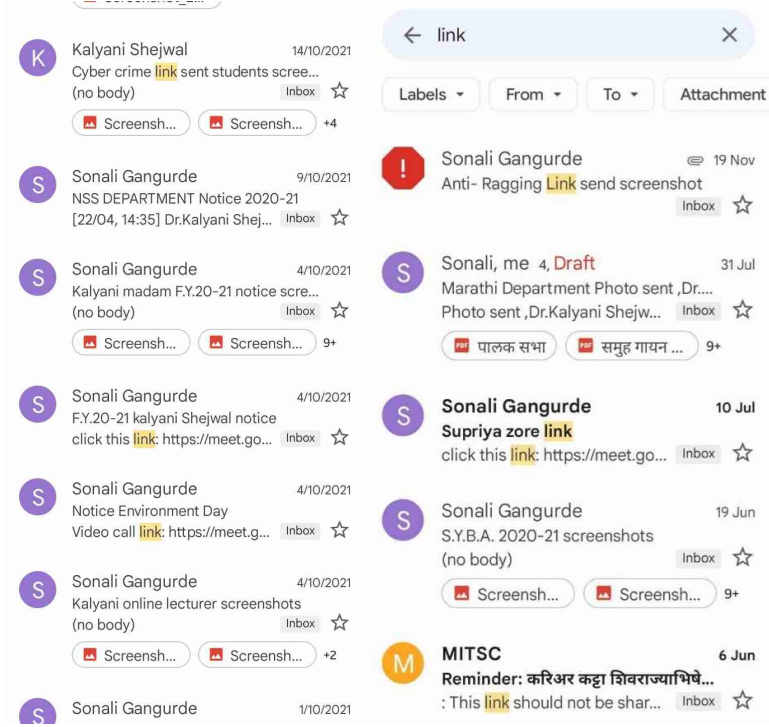 K
Kalyani Shejwal 14/10/2021
Cyber crime link sent students scree...
(no body) Inbox
Screensh... Screensh... +4
S
Sonali Gangurde 9/10/2021
NSS DEPARTMENT Notice 2020-21
[22/04, 14:35] Dr.Kalyani Shej... Inbox
S
Sonali Gangurde 4/10/2021
Kalyani madam F.Y.20-21 notice scre...
(no body) Inbox
Screensh... Screensh... 9+
S
Sonali Gangurde 4/10/2021
F.Y.20-21 kalyani Shejwal notice
click this link: https://meet.go... Inbox
S
Sonali Gangurde 4/10/2021
Notice Environment Day
Video call link: https://meet.g... Inbox
S
Sonali Gangurde 4/10/2021
Kalyani online lecturer screenshots
(no body) Inbox
Screensh... Screensh... +2
S
Sonali Gangurde 1/10/2021
link
Labels From To Attachment
!
Sonali Gangurde 19 Nov
Anti- Ragging Link send screenshot
Inbox
S
Sonali, me 4, Draft 31 Jul
Marathi Department Photo sent ,Dr....
Photo sent ,Dr.Kalyani Shejw... Inbox
PDF पालक सभा PDF समुह गायन ... 9+
S
Sonali Gangurde 10 Jul
Supriya zore link
click this link: https://meet.go... Inbox
S
Sonali Gangurde 19 Jun
S.Y.B.A. 2020-21 screenshots
(no body) Inbox
Screensh... Screensh... 9+
M
MITSC 6 Jun
Reminder: करिअर कट्टा शिवराज्याभिषे...
: This link should not be shar... Inbox